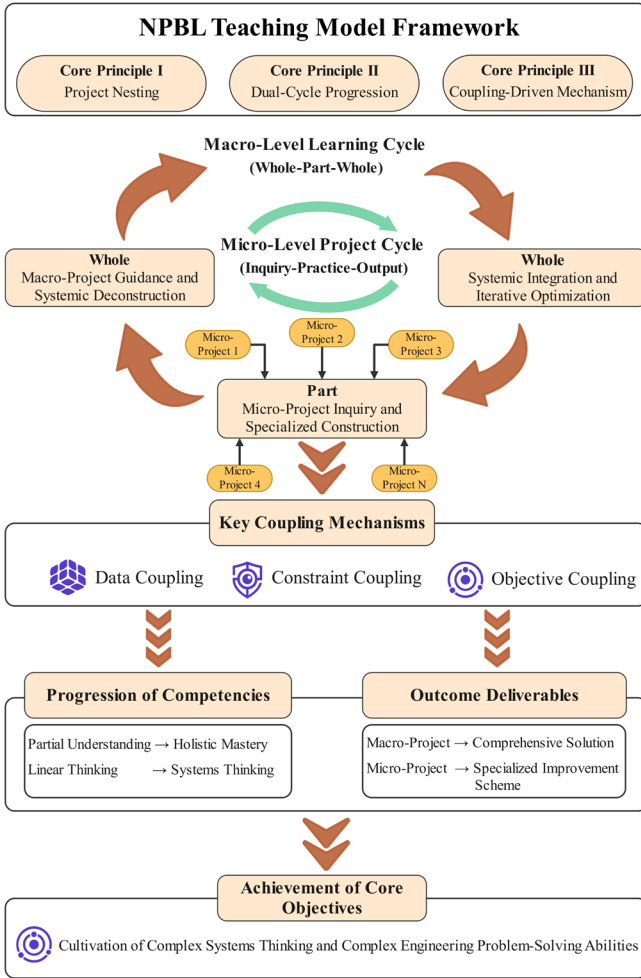 NPBL Teaching Model Framework
Core Principle I
Project Nesting
Core Principle II
Dual-Cycle Progression
Core Principle III
Coupling-Driven Mechanism
Macro-Level Learning Cycle
(Whole-Part-Whole)
Micro-Level Project Cycle
(Inquiry-Practice-Output)
Whole
Macro-Project Guidance and
Systemic Deconstruction
Whole
Systemic Integration and
Iterative Optimization
Micro-
Project 1
Micro-
Project 2
Micro-
Project 3
Part
Micro-Project Inquiry and
Specialized Construction
Micro-
Project 4
Micro-
Project N
Key Coupling Mechanisms
Data Coupling
Constraint Coupling
Objective Coupling
Progression of Competencies
Partial Understanding → Holistic Mastery
Linear Thinking → Systems Thinking
Outcome Deliverables
Macro-Project → Comprehensive Solution
Micro-Project → Specialized Improvement
Scheme
Achievement of Core
Objectives
Cultivation of Complex Systems Thinking and Complex Engineering Problem-Solving Abilities